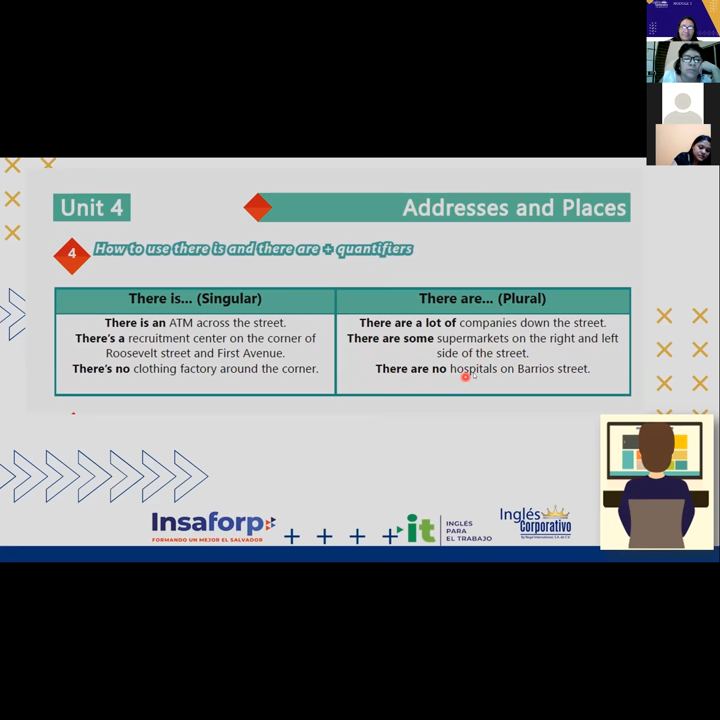 MODULE I
Unit 4
Addresses and Places
4
How to use there is and there are + quantifiers
There is... (Singular)
There are... (Plural)
There is an ATM across the street.
There's a recruitment center on the corner of
Roosevelt street and First Avenue.
There's no clothing factory around the corner.
There are a lot of companies down the street.
There are some supermarkets on the right and left
side of the street.
There are no hospitals on Barrios street.
Insaforp
FORMANDO UN MEJOR EL SALVADOR
it
INGLÉS
PARA
EL TRABAJO
Inglés
Corporativo